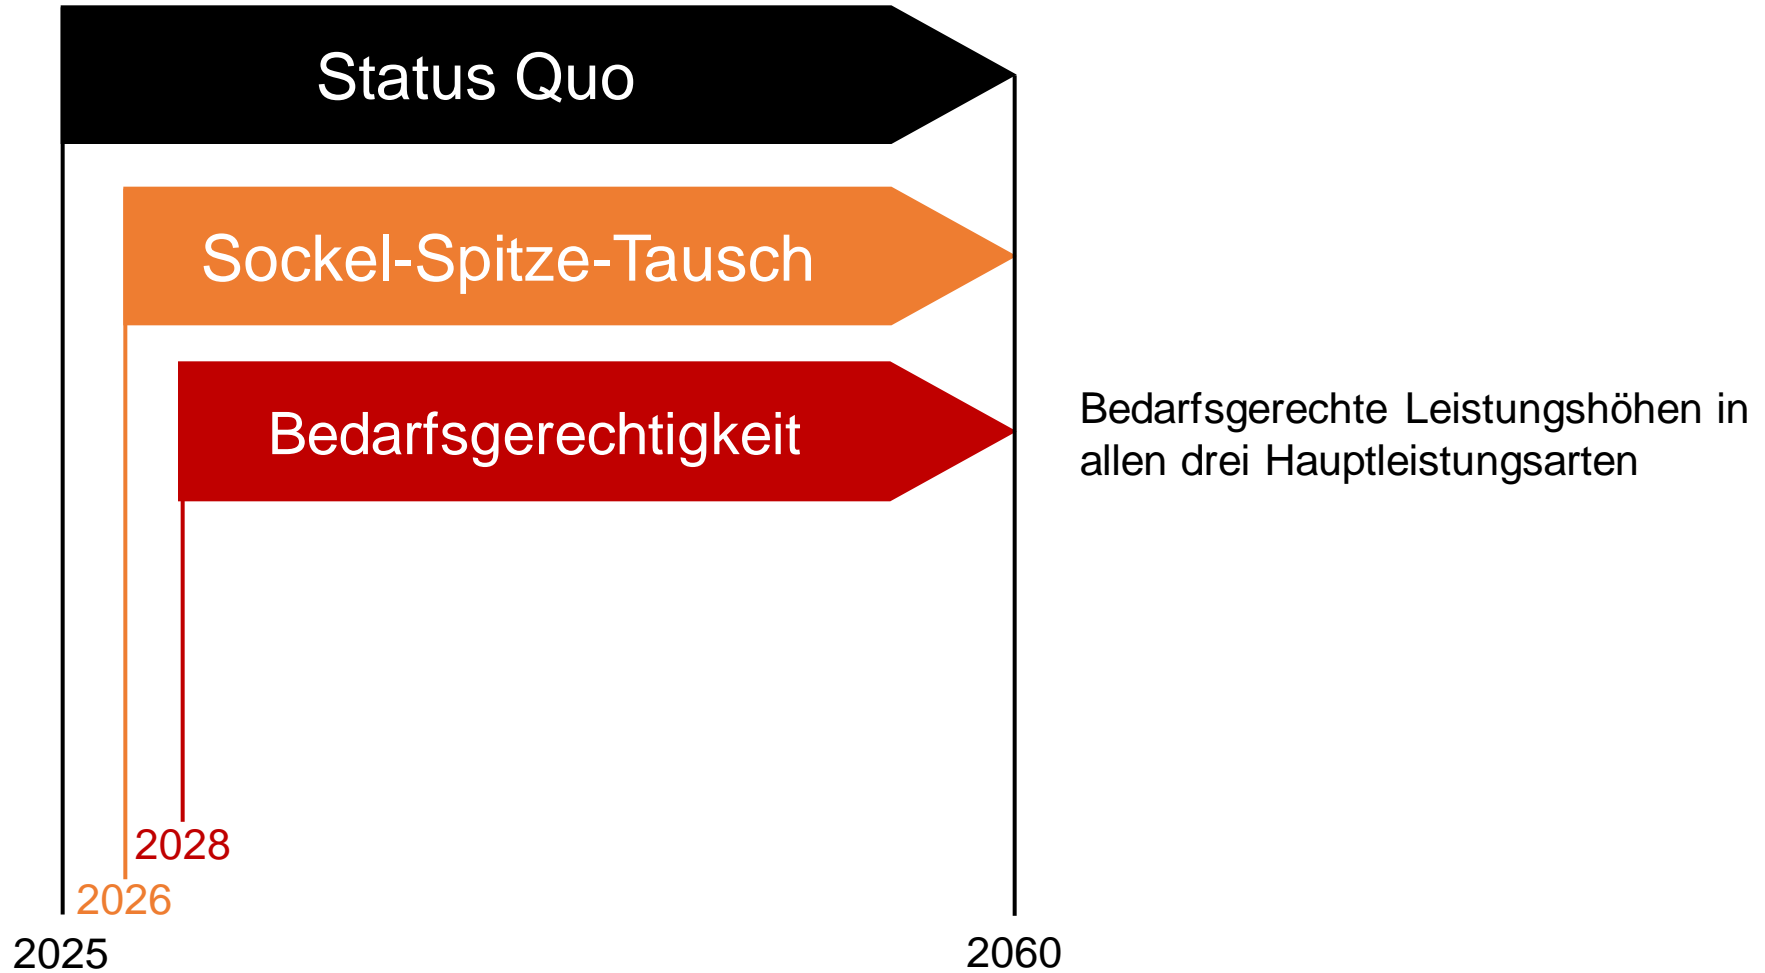 Status Quo
Sockel-Spitze-Tausch
Bedarfsgerechtigkeit
Bedarfsgerechte Leistungshöhen in
allen drei Hauptleistungsarten
2028
2026
2025
2060